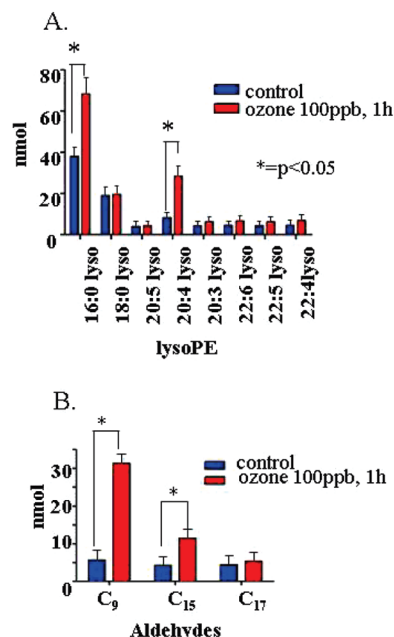 A.
*
*
80
60
40
20
0
nmol
control
ozone 100ppb, 1h
*=p<0.05
16:0 lyso
18:0 lyso
20:5 lyso
20:4 lyso
20:3 lyso
22:6 lyso
22:5 lyso
22:4lyso
lysoPE
B.
*
*
30
20
10
0
nmol
control
ozone 100ppb, 1h
C9
C15
C17
Aldehydes